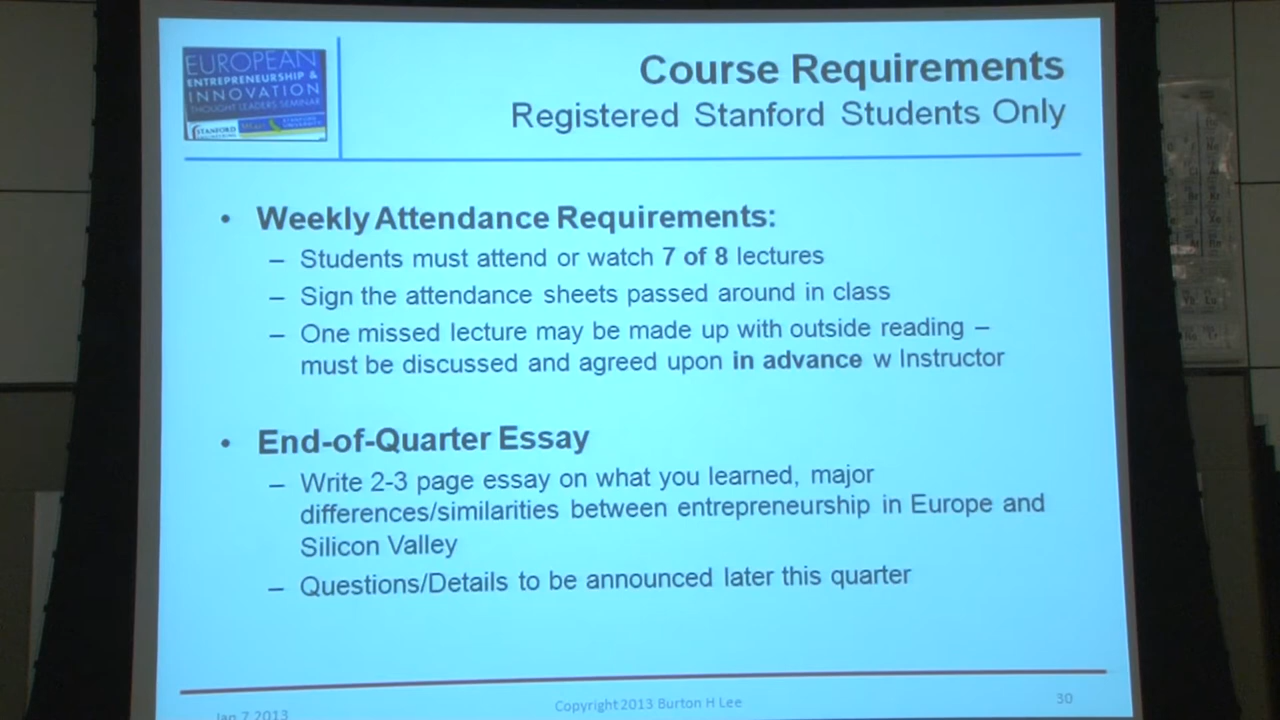 EUROPEAN
ENTREPRENEURSHIP &
INNOVATION
THOUGHT LEADERS SEMINAR
STANFORD
Course Requirements
Registered Stanford Students Only
• Weekly Attendance Requirements:
– Students must attend or watch 7 of 8 lectures
– Sign the attendance sheets passed around in class
– One missed lecture may be made up with outside reading –
must be discussed and agreed upon in advance w Instructor
• End-of-Quarter Essay
– Write 2-3 page essay on what you learned, major
differences/similarities between entrepreneurship in Europe and
Silicon Valley
– Questions/Details to be announced later this quarter
Jan 7 2013
Copyright 2013 Burton H Lee
30